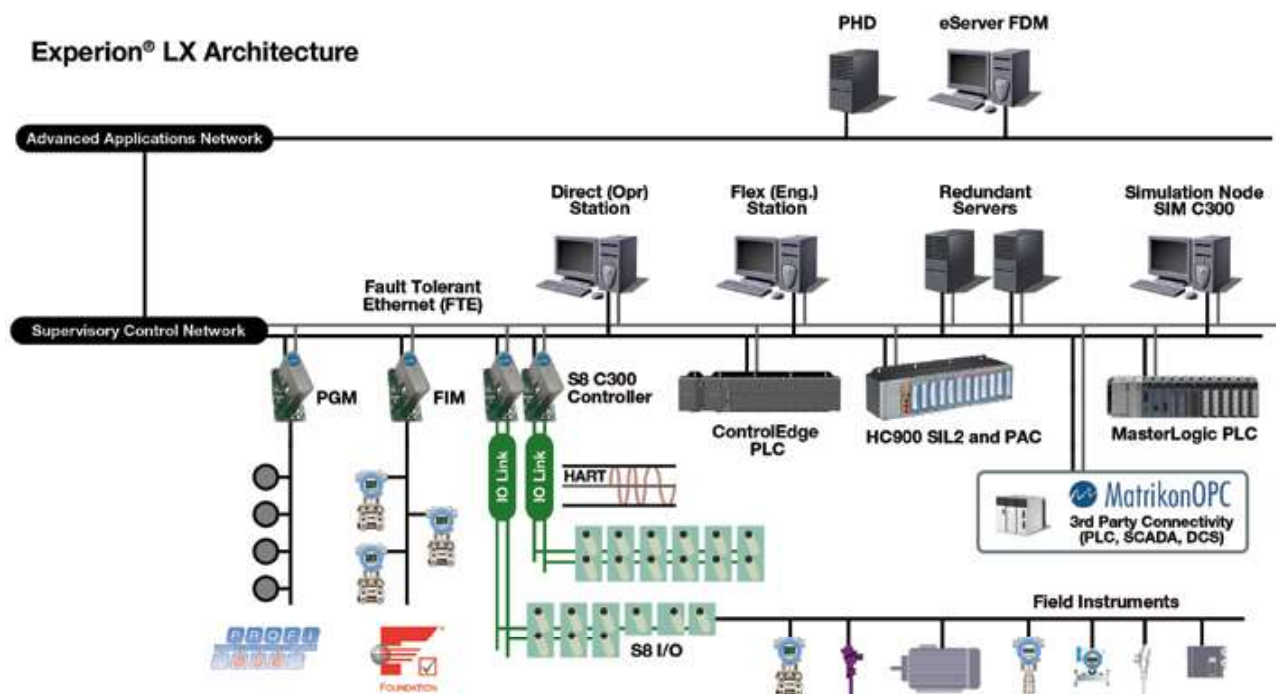 Experion® LX Architecture
PHD
eServer FDM
Advanced Applications Network
Direct (Opr)
Station
Flex (Eng.)
Station
Redundant
Servers
Simulation Node
SIM C300
Fault Tolerant
Ethernet (FTE)
Supervisory Control Network
PGM
FIM
S8 C300
Controller
ControlEdge
PLC
HC900 SIL2 and PAC
MasterLogic PLC
IO Link
IO Link
HART
MatrikonOPC
3rd Party Connectivity
(PLC, SCADA, DCS)
Field Instruments
S8 I/O
PROFI
BUS
FOUNDATION